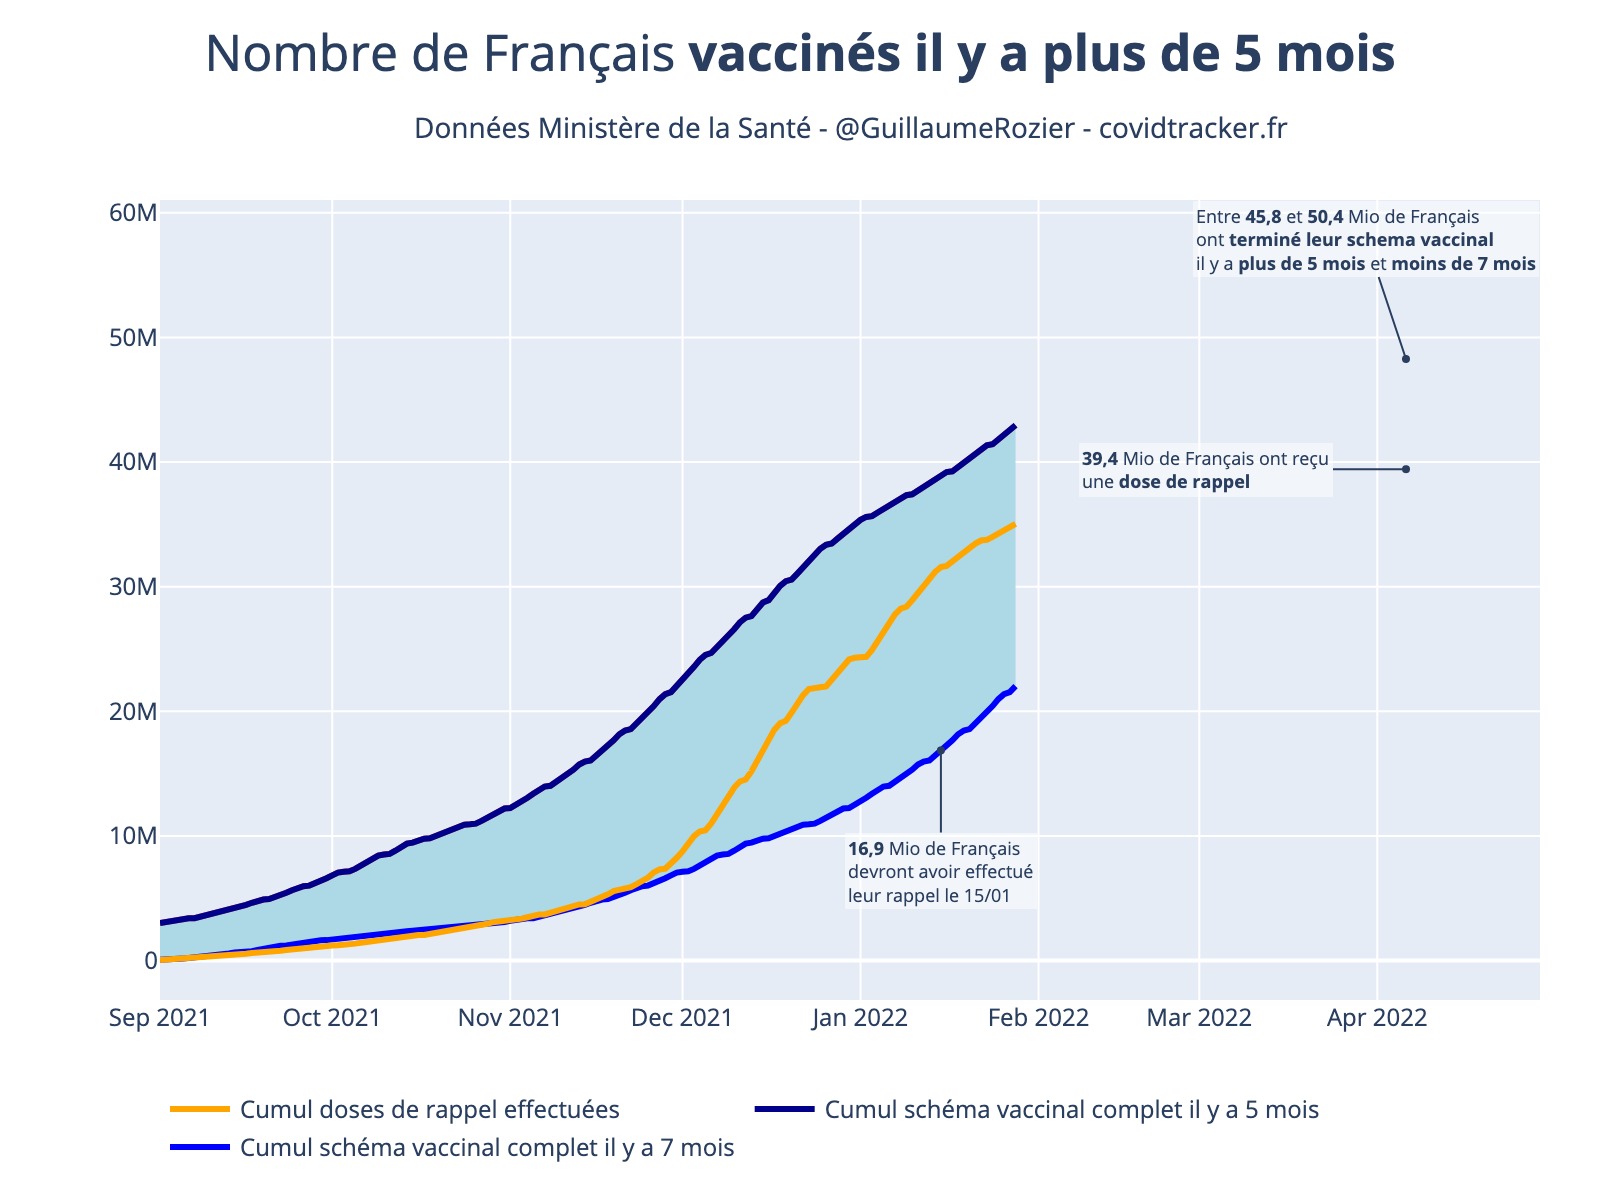 Nombre de Français vaccinés il y a plus de 5 mois
Données Ministère de la Santé - @GuillaumeRozier - covidtracker.fr
60M
50M
40M
30M
20M
10M
0
Entre 45,8 et 50,4 Mio de Français
ont terminé leur schema vaccinal
il y a plus de 5 mois et moins de 7 mois
39,4 Mio de Français ont reçu
une dose de rappel
16,9 Mio de Français
devront avoir effectué
leur rappel le 15/01
Sep 2021 Oct 2021 Nov 2021 Dec 2021 Jan 2022 Feb 2022 Mar 2022 Apr 2022
Cumul doses de rappel effectuées Cumul schéma vaccinal complet il y a 5 mois
Cumul schéma vaccinal complet il y a 7 mois